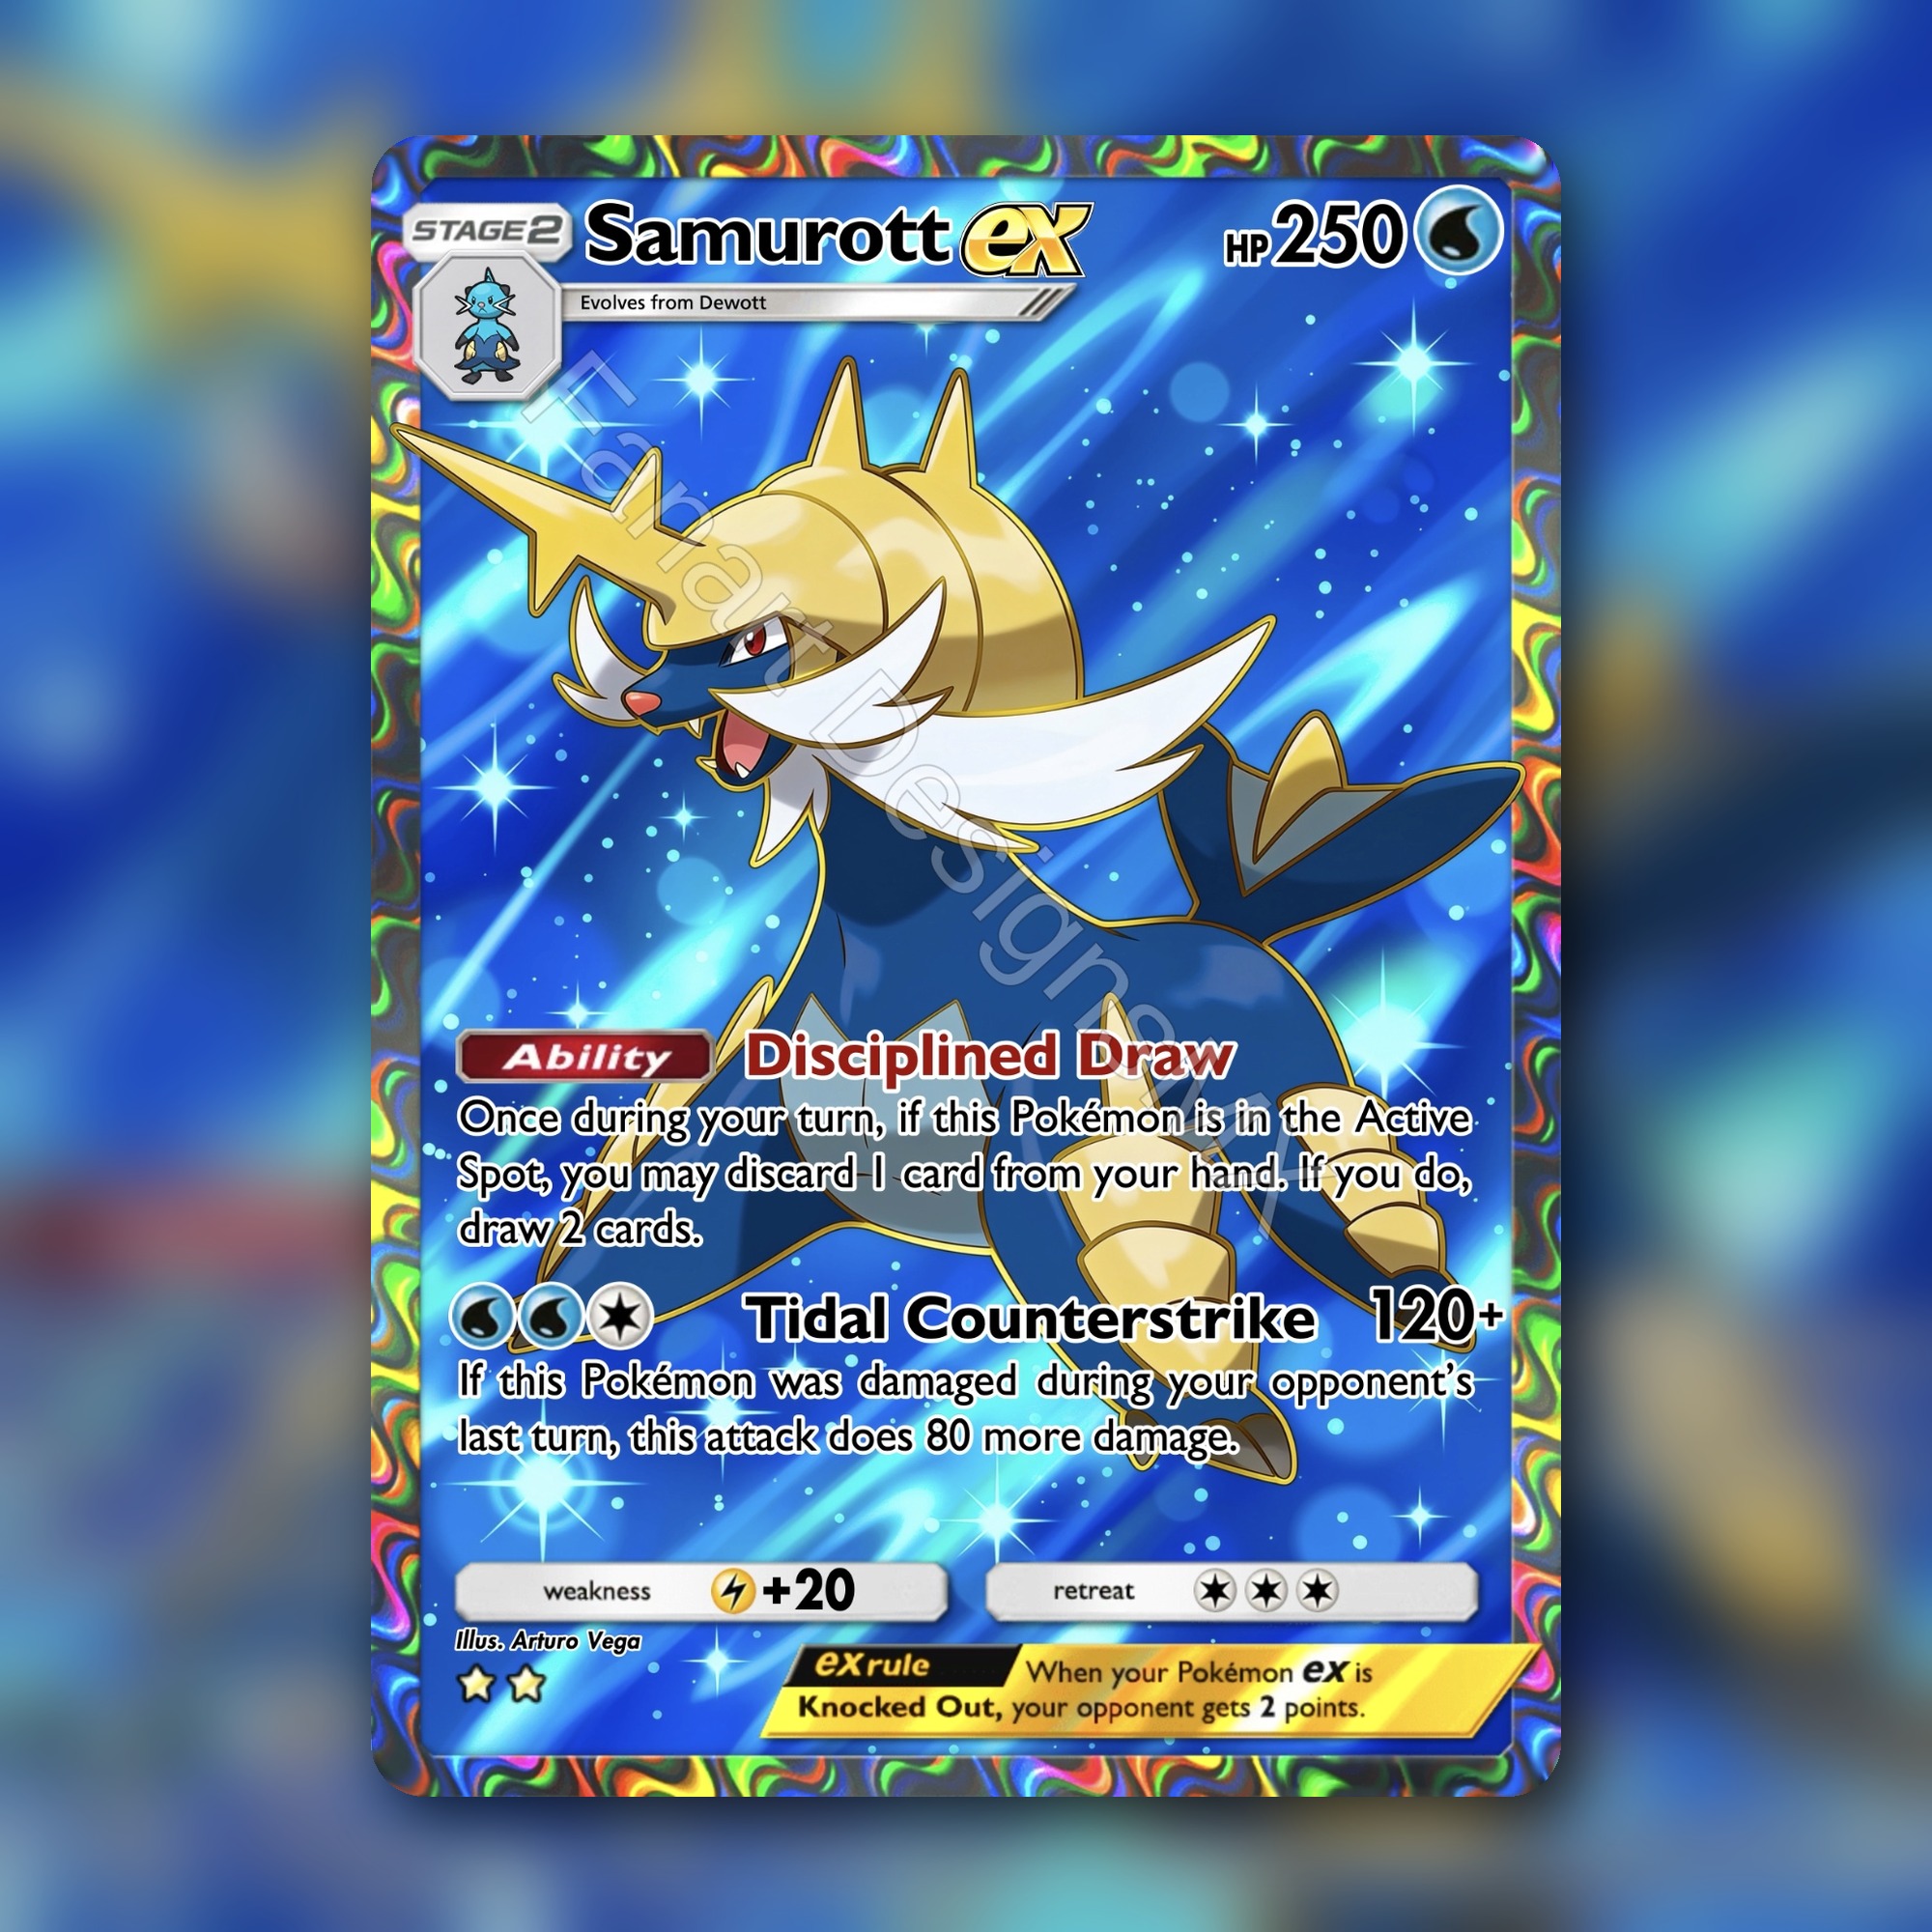 STAGE2
Samurott ex
HP250
Evolves from Dewott
Fanart DesignsMX
Ability
Disciplined Draw
Once during your turn, if this Pokémon is in the Active
Spot, you may discard 1 card from your hand. If you do,
draw 2 cards.
Tidal Counterstrike 120+
If this Pokémon was damaged during your opponent's
last turn, this attack does 80 more damage.
weakness +20
retreat
Illus. Arturo Vega
ex rule When your Pokémon ex is
Knocked Out, your opponent gets 2 points.